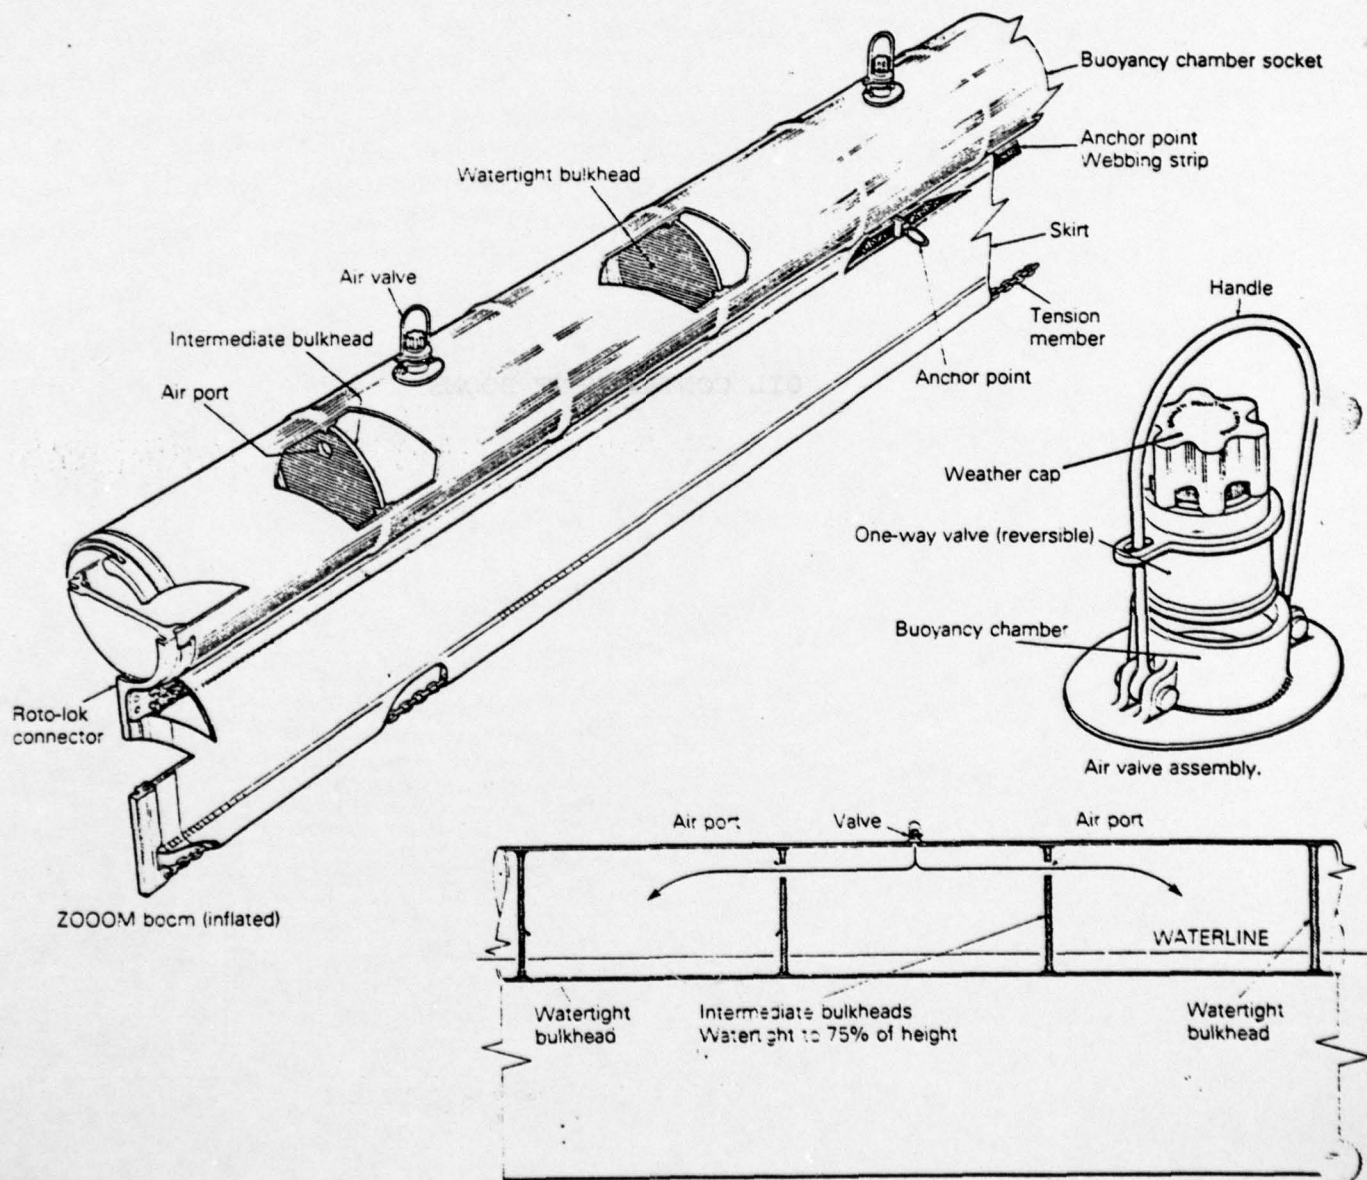 Buoyancy chamber socket
Anchor point
Webbing strip
Watertight bulkhead
Skirt
Air valve
Handle
Tension
member
Intermediate bulkhead
Anchor point
Air port
OIL
Weather cap
One-way valve (reversible)
Buoyancy chamber
Roto-lok
connector
Air valve assembly.
Air port
Valve
Air port
ZOOOM bocm (inflated)
WATERLINE
Watertight
bulkhead
Intermediate bulkheads
Watertight to 75% of height
Watertight
bulkhead